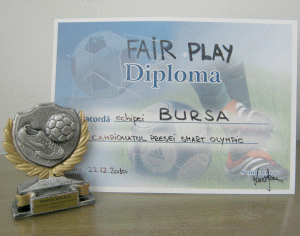 FAIR PLAY
Diploma
acordă echipei BURSA
CAMPIONATUL PRESEI SMART OLYMPIC
22.12.2010